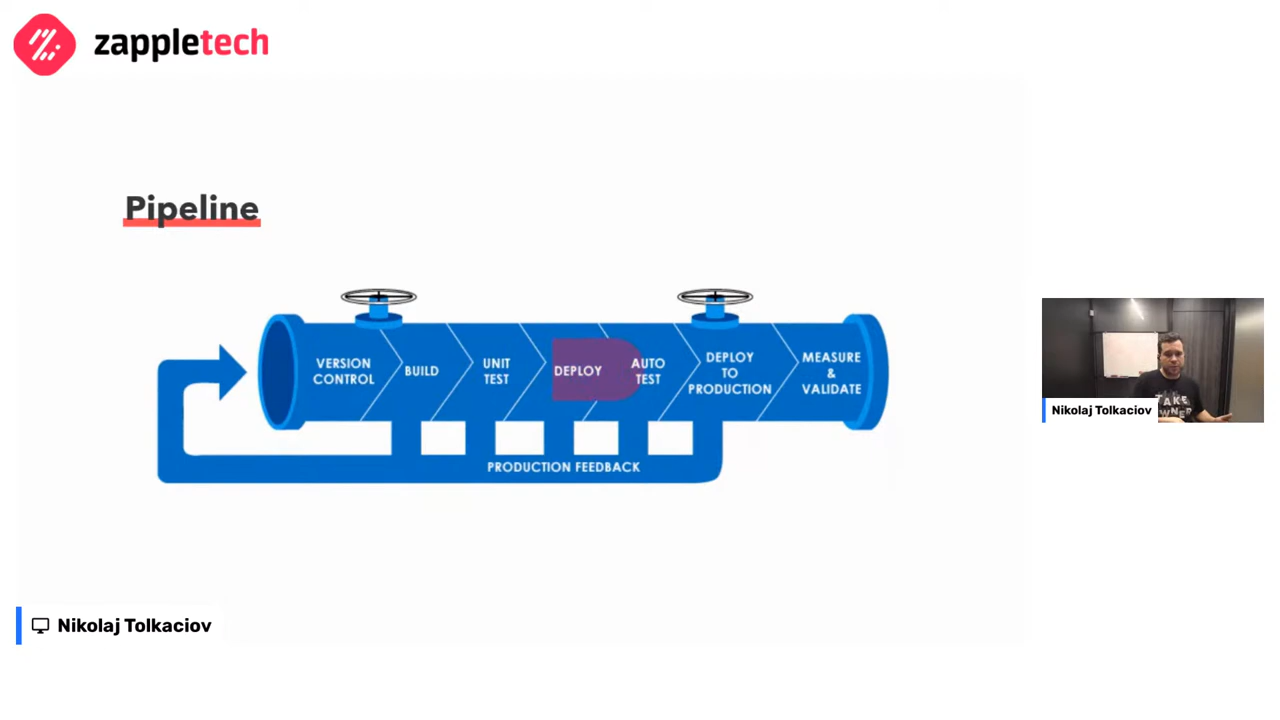 zappletech
Pipeline
VERSION
CONTROL
BUILD
UNIT
TEST
DEPLOY
AUTO
TEST
DEPLOY
TO
PRODUCTION
MEASURE
&
VALIDATE
PRODUCTION FEEDBACK
TAKE
Nikolaj Tolkaciov
Nikolaj Tolkaciov